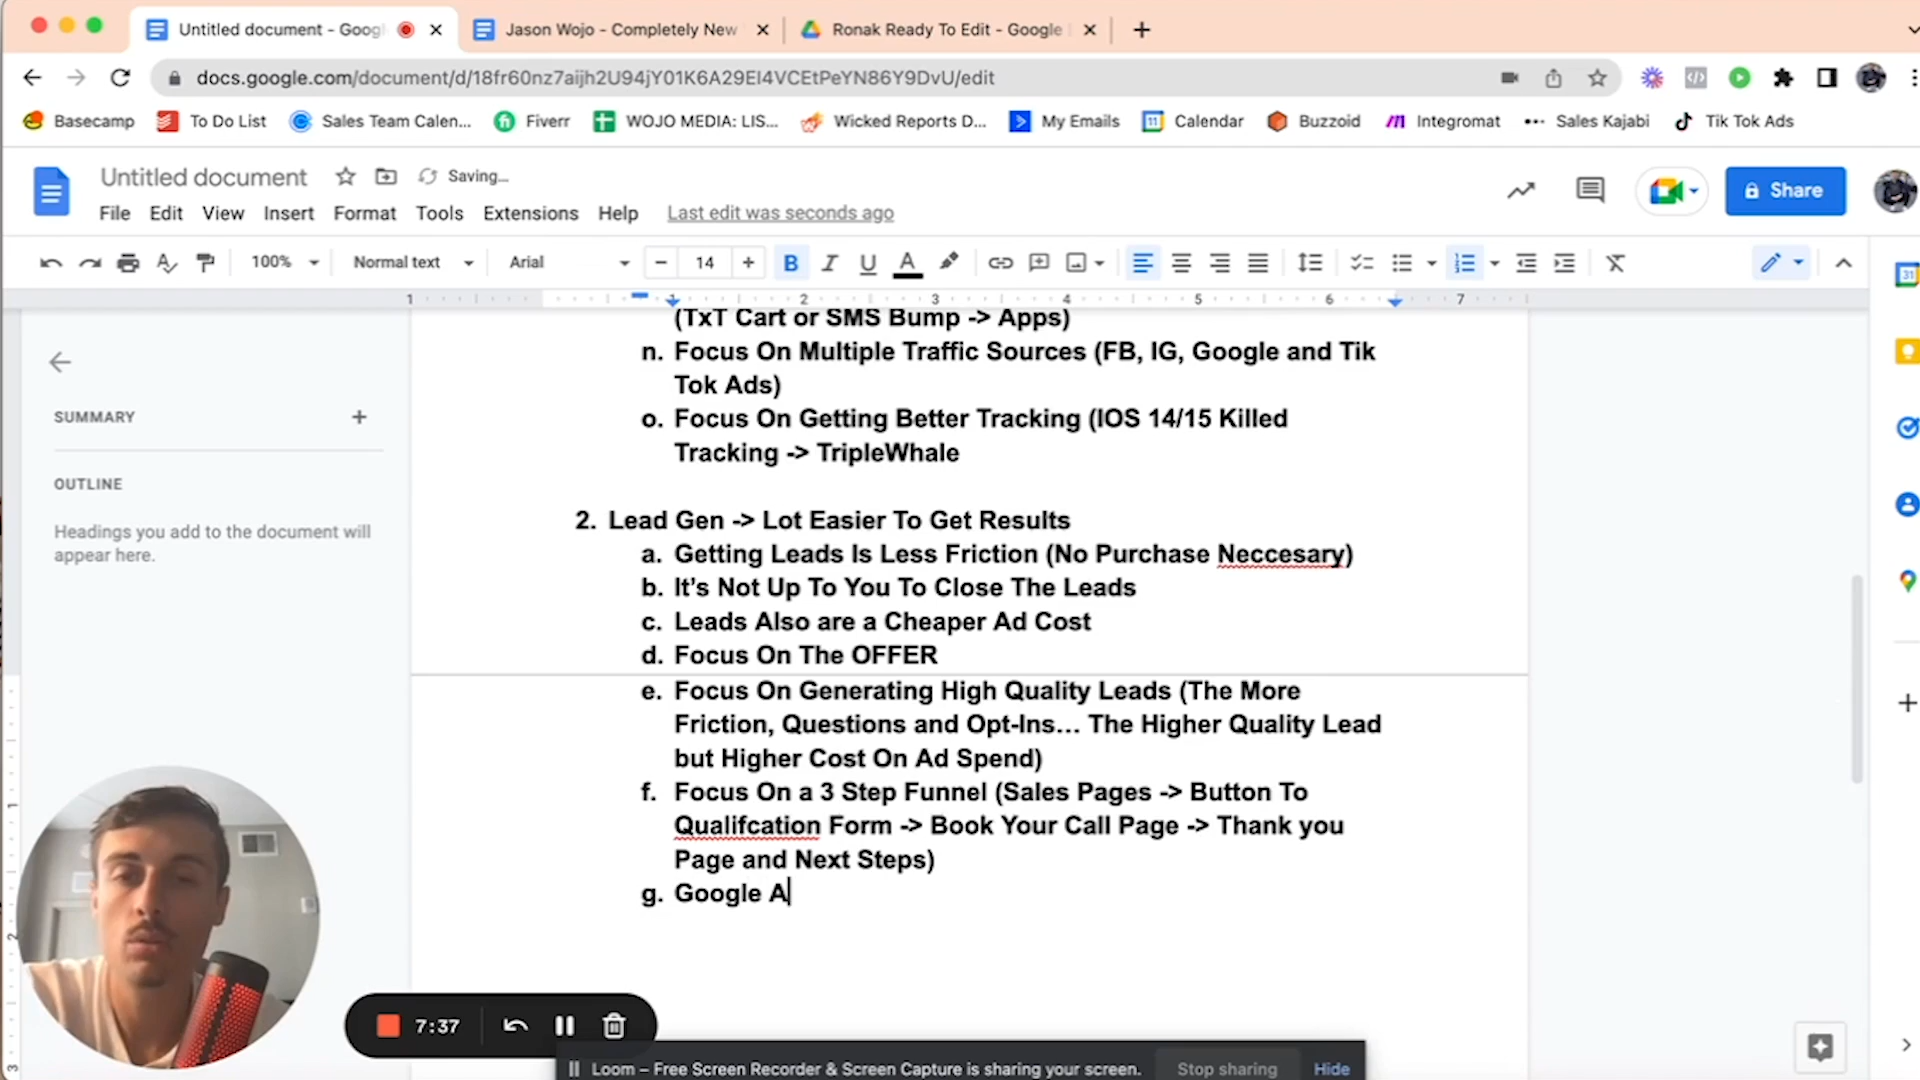 Untitled document - Googl
Jason Wojo - Completely New
Ronak Ready To Edit - Google
docs.google.com/document/d/18fr60nz7aijh2U94jY01K6A29EI4VCEtPeYN86Y9DvU/edit
Basecamp
To Do List
Sales Team Calen...
Fiverr
WOJO MEDIA: LIS...
Wicked Reports D...
My Emails
Calendar
Buzzoid
Integromat
Sales Kajabi
Tik Tok Ads
Untitled document
Saving...
File Edit View Insert Format Tools Extensions Help
Last edit was seconds ago
Share
100%
Normal text
Arial
14
1 1 2 3 4 5 6 7
SUMMARY
OUTLINE
Headings you add to the document will
appear here.
(TxT Cart or SMS Bump -> Apps)
n. Focus On Multiple Traffic Sources (FB, IG, Google and Tik
Tok Ads)
o. Focus On Getting Better Tracking (IOS 14/15 Killed
Tracking -> TripleWhale
2. Lead Gen -> Lot Easier To Get Results
a. Getting Leads Is Less Friction (No Purchase Neccesary)
b. It's Not Up To You To Close The Leads
c. Leads Also are a Cheaper Ad Cost
d. Focus On The OFFER
e. Focus On Generating High Quality Leads (The More
Friction, Questions and Opt-Ins... The Higher Quality Lead
but Higher Cost On Ad Spend)
f. Focus On a 3 Step Funnel (Sales Pages -> Button To
Qualifcation Form -> Book Your Call Page -> Thank you
Page and Next Steps)
g. Google A
7:37
Loom – Free Screen Recorder & Screen Capture is sharing your screen.
Stop sharing
Hide